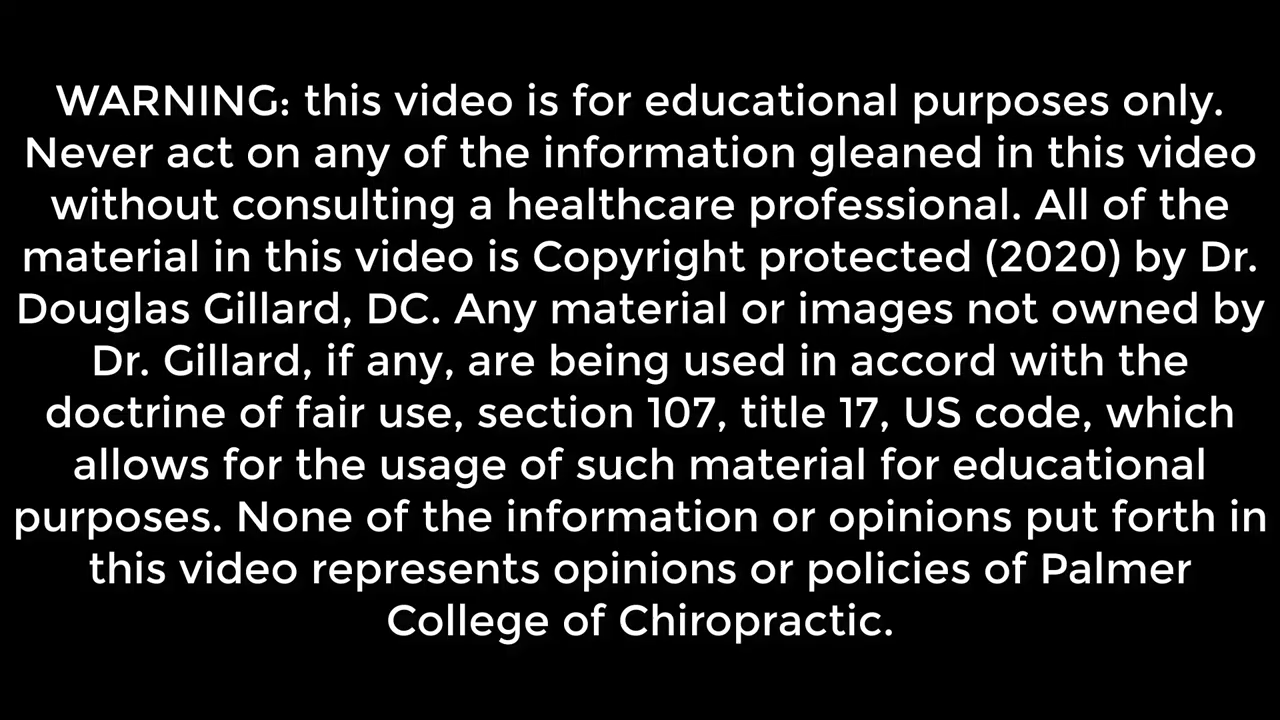 WARNING: this video is for educational purposes only.
Never act on any of the information gleaned in this video
without consulting a healthcare professional. All of the
material in this video is Copyright protected (2020) by Dr.
Douglas Gillard, DC. Any material or images not owned by
Dr. Gillard, if any, are being used in accord with the
doctrine of fair use, section 107, title 17, US code, which
allows for the usage of such material for educational
purposes. None of the information or opinions put forth in
this video represents opinions or policies of Palmer
College of Chiropractic.